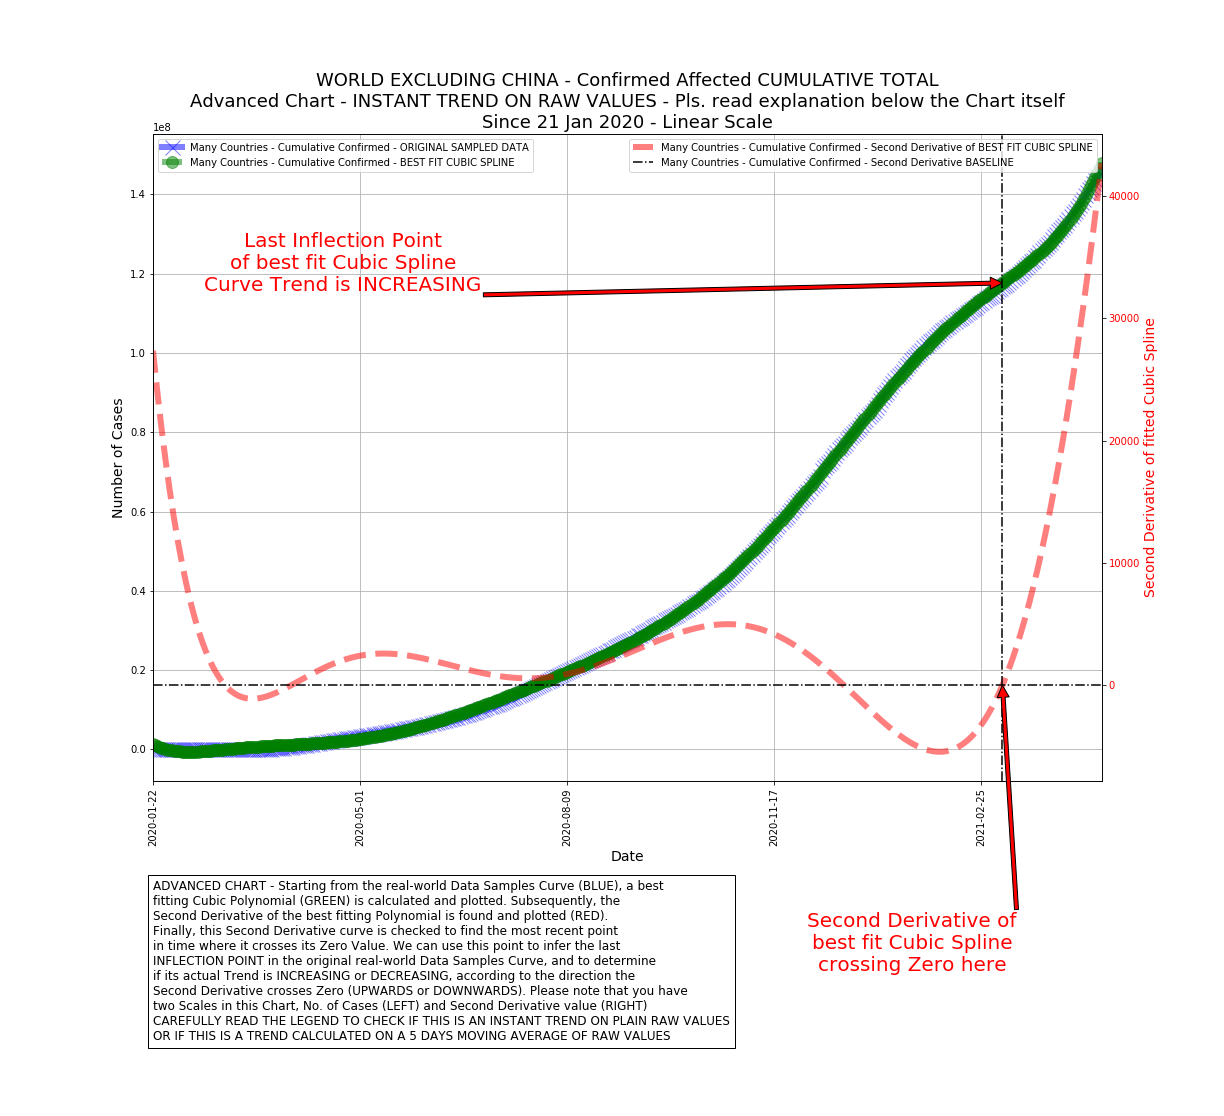 WORLD EXCLUDING CHINA - Confirmed Affected CUMULATIVE TOTAL
Advanced Chart - INSTANT TREND ON RAW VALUES - Pls. read explanation below the Chart itself
Since 21 Jan 2020 - Linear Scale
1e8
Many Countries - Cumulative Confirmed - ORIGINAL SAMPLED DATA
Many Countries - Cumulative Confirmed - BEST FIT CUBIC SPLINE
Many Countries - Cumulative Confirmed - Second Derivative of BEST FIT CUBIC SPLINE
Many Countries - Cumulative Confirmed - Second Derivative BASELINE
Last Inflection Point
of best fit Cubic Spline
Curve Trend is INCREASING
Number of Cases
1.4
1.2
1.0
0.8
0.6
0.4
0.2
0.0
40000
30000
20000
10000
0
Second Derivative of fitted Cubic Spline
2020-01-22
2020-05-01
2020-08-09
2020-11-17
2021-02-25
Date
ADVANCED CHART - Starting from the real-world Data Samples Curve (BLUE), a best
fitting Cubic Polynomial (GREEN) is calculated and plotted. Subsequently, the
Second Derivative of the best fitting Polynomial is found and plotted (RED).
Finally, this Second Derivative curve is checked to find the most recent point
in time where it crosses its Zero Value. We can use this point to infer the last
INFLECTION POINT in the original real-world Data Samples Curve, and to determine
if its actual Trend is INCREASING or DECREASING, according to the direction the
Second Derivative crosses Zero (UPWARDS or DOWNWARDS). Please note that you have
two Scales in this Chart, No. of Cases (LEFT) and Second Derivative value (RIGHT)
CAREFULLY READ THE LEGEND TO CHECK IF THIS IS AN INSTANT TREND ON PLAIN RAW VALUES
OR IF THIS IS A TREND CALCULATED ON A 5 DAYS MOVING AVERAGE OF RAW VALUES
Second Derivative of
best fit Cubic Spline
crossing Zero here